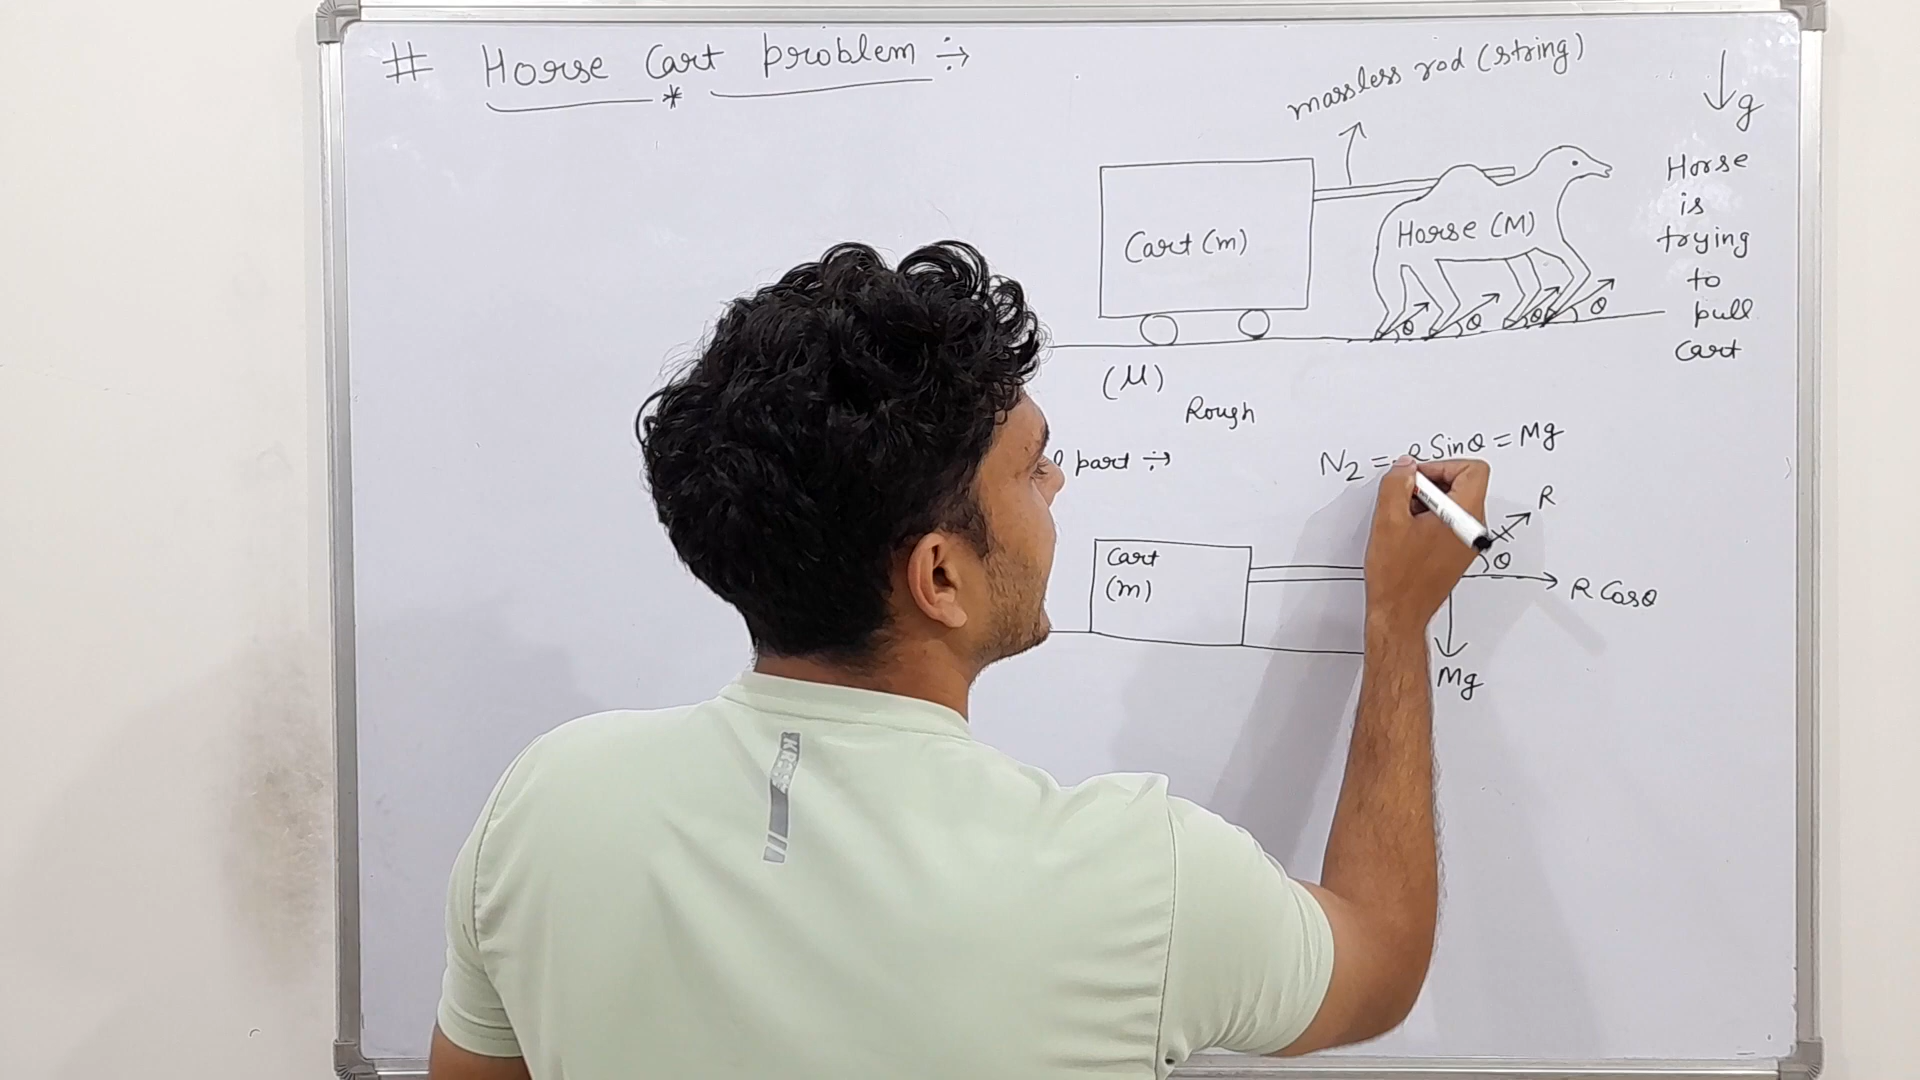 # Horse Cart problem ÷
*
massless rod (string)
g
Horse
is
trying
to
pull
cart
Cart (m)
Horse (M)
θ θ θ θ
(μ)
Rough
part ÷
N₂ = R Sinθ = Mg
R
θ
R Cosθ
Mg
Cart
(m)